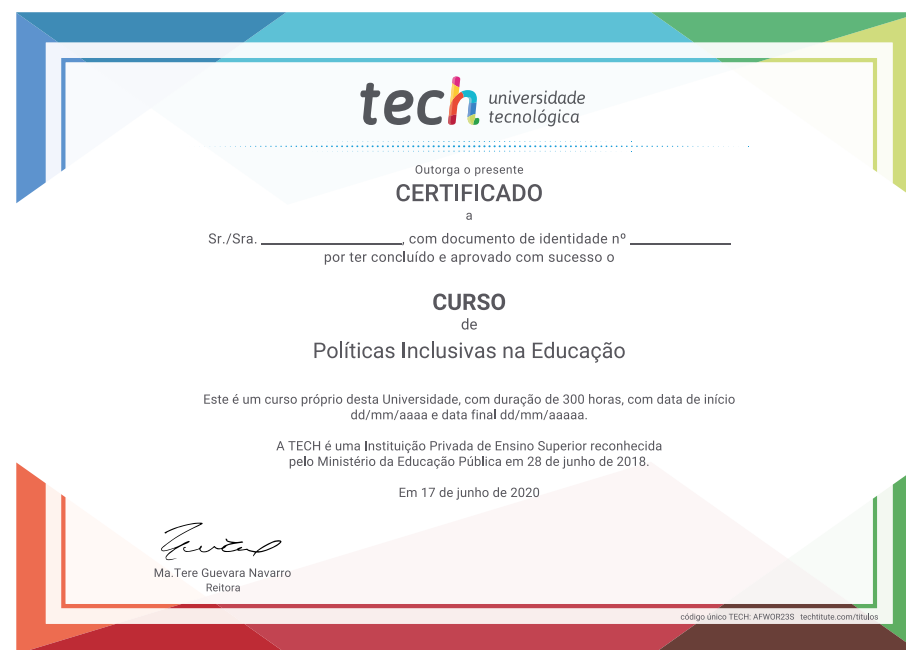 tech universidade
tecnológica
Outorga o presente
CERTIFICADO
a
Sr./Sra. ____________, com documento de identidade nº ____________
por ter concluído e aprovado com sucesso o
CURSO
de
Políticas Inclusivas na Educação
Este é um curso próprio desta Universidade, com duração de 300 horas, com data de início
dd/mm/aaaa e data final dd/mm/aaaaa.
A TECH é uma Instituição Privada de Ensino Superior reconhecida
pelo Ministério da Educação Pública em 28 de junho de 2018.
Em 17 de junho de 2020
Ma.Tere Guevara Navarro
Reitora
código único TECH: AFWOR23S techtitute.com/titulos